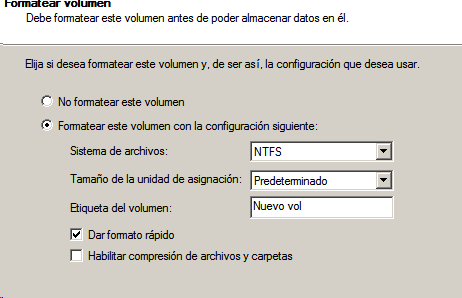 Formatear volumen
Debe formatear este volumen antes de poder almacenar datos en él.
Elija si desea formatear este volumen y, de ser así, la configuración que desea usar.
No formatear este volumen
Formatear este volumen con la configuración siguiente:
Sistema de archivos: NTFS
Tamaño de la unidad de asignación: Predeterminado
Etiqueta del volumen: Nuevo vol
Dar formato rápido
Habilitar compresión de archivos y carpetas